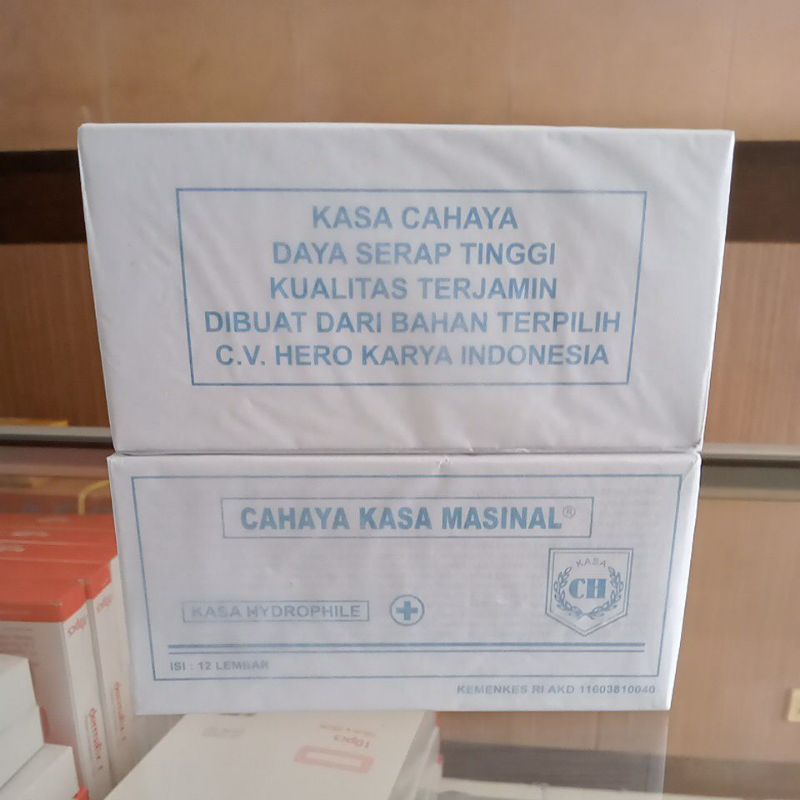 KASA CAHAYA
DAYA SERAP TINGGI
KUALITAS TERJAMIN
DIBUAT DARI BAHAN TERPILIH
C.V. HERO KARYA INDONESIA
CAHAYA KASA MASINAL®
KASA
CH
KASA HYDROPHILE
ISI : 12 LEMBAR
KEMENKES RI AKD 11603810040
10pcs